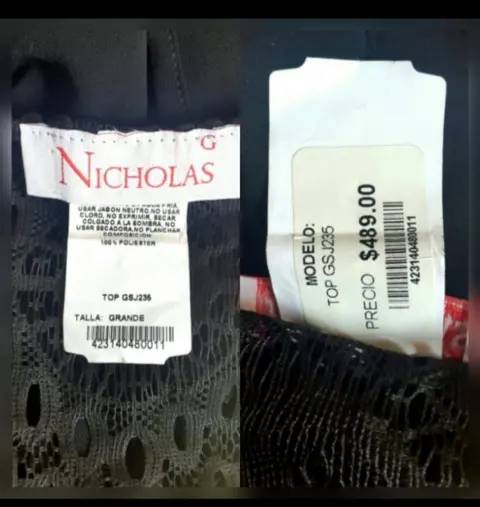 G
NICHOLAS
USAR JABON NEUTRO,NO USAR
CLORO, NO EXPRIMIR, SECAR
COLGADO A LA SOMBRA, NO
USAR SECADORA,NO PLANCHAR
COMPOSICION
100% POLIESTER
TOP GSJ235
TALLA: GRANDE
423140480011
MODELO:
TOP GSJ235
PRECIO $489.00
423140480011